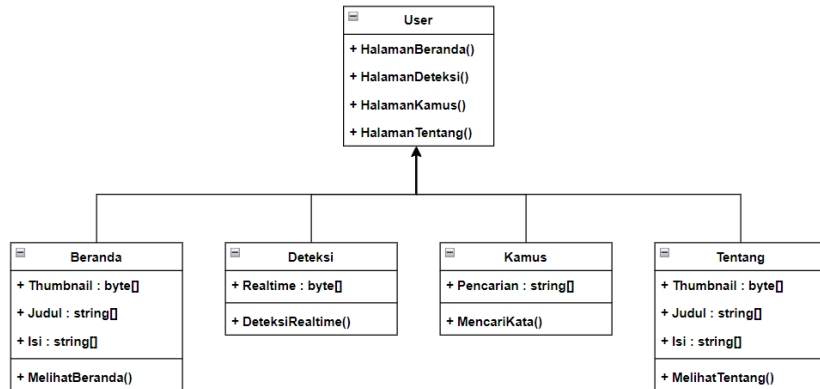 User
+ HalamanBeranda()
+ HalamanDeteksi()
+ HalamanKamus()
+ HalamanTentang()
Beranda
+ Thumbnail : byte[]
+ Judul : string[]
+ Isi : string[]
+ MelihatBeranda()
Deteksi
+ Realtime : byte[]
+ DeteksiRealtime()
Kamus
+ Pencarian : string[]
+ MencariKata()
Tentang
+ Thumbnail : byte[]
+ Judul : string[]
+ Isi : string[]
+ MelihatTentang()